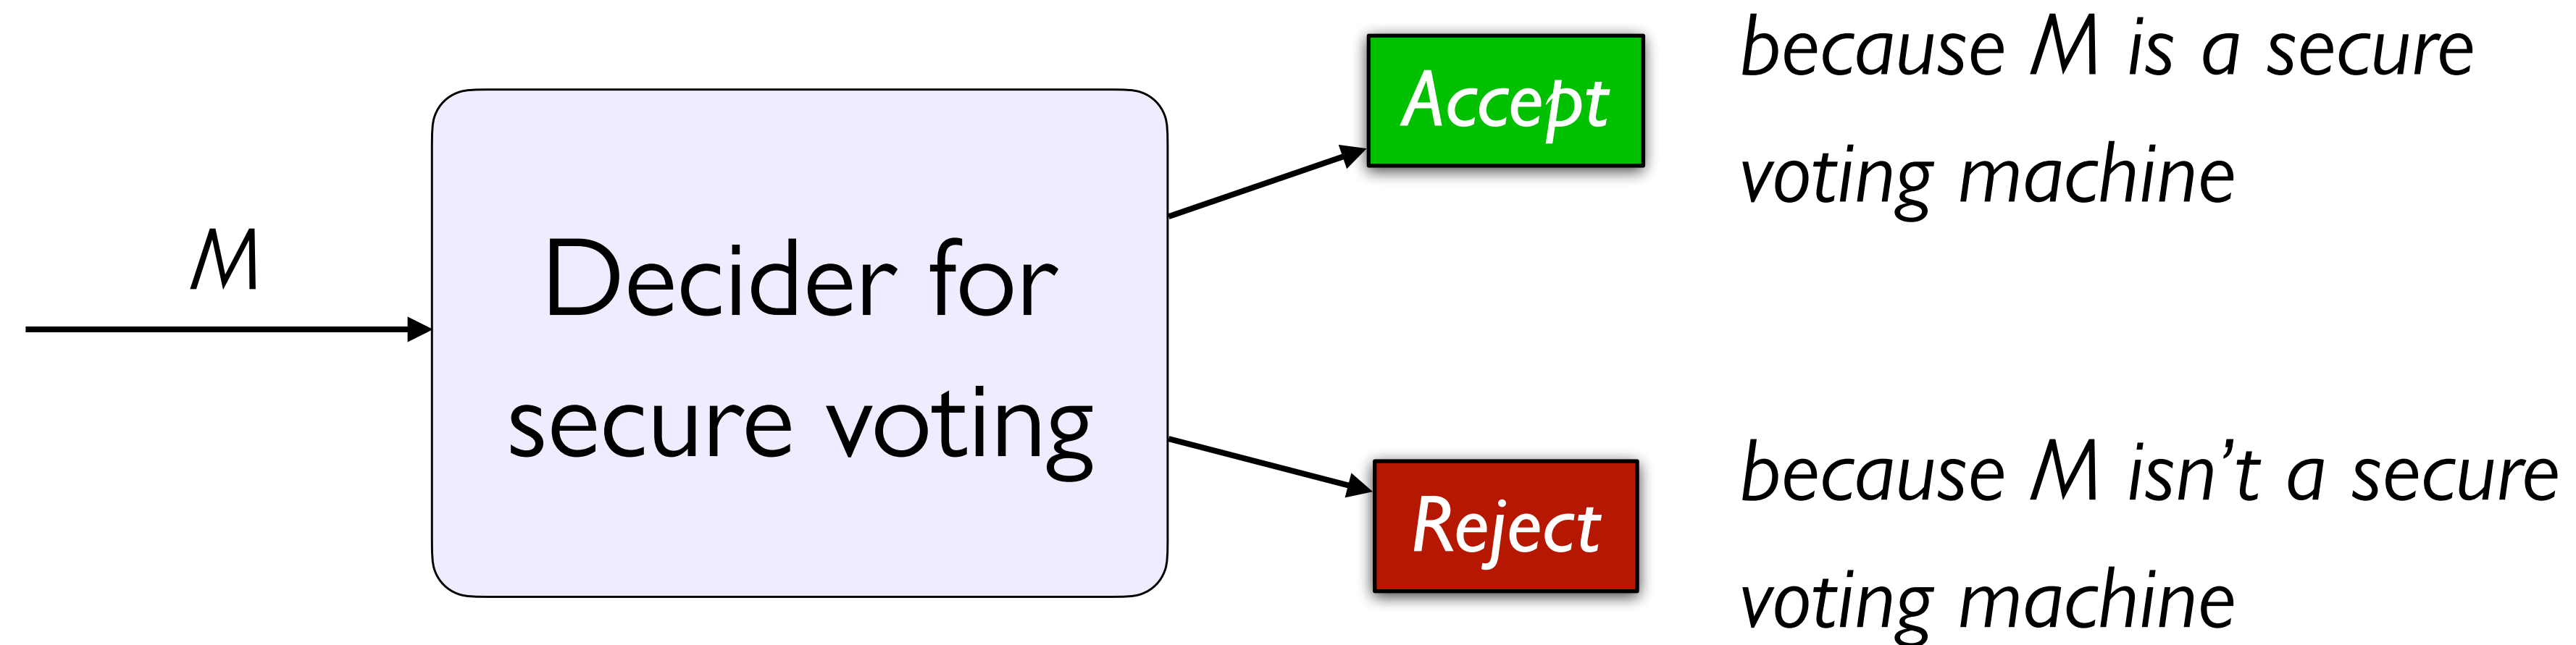 M
Decider for
secure voting
Accept
because M is a secure
voting machine
Reject
because M isn’t a secure
voting machine